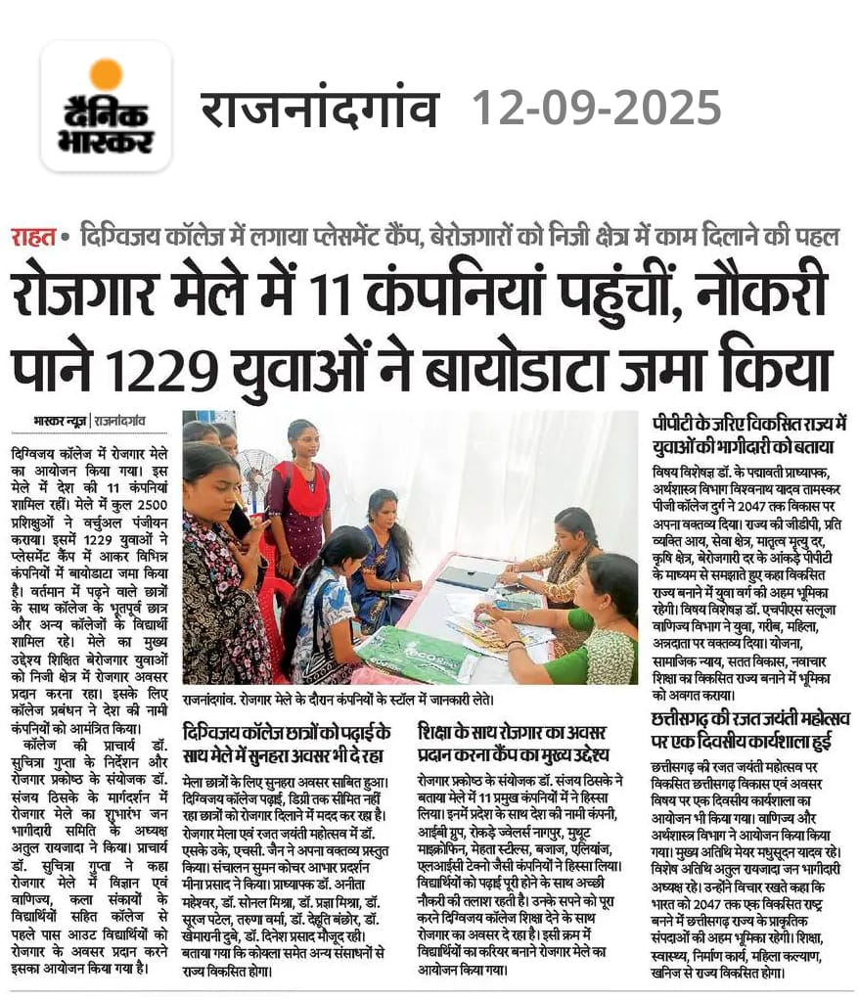 दैनिक
भास्कर
राजनांदगांव 12-09-2025
राहत • दिग्विजय कॉलेज में लगाया प्लेसमेंट कैंप, बेरोजगारों को निजी क्षेत्र में काम दिलाने की पहल
रोजगार मेले में 11 कंपनियां पहुंचीं, नौकरी
पाने 1229 युवाओं ने बायोडाटा जमा किया
भास्कर न्यूज | राजनांदगांव
दिग्विजय कॉलेज में रोजगार मेले
का आयोजन किया गया। इस
मेले में देश की 11 कंपनियां
शामिल रहीं। मेले में कुल 2500
प्रशिक्षुओं ने वर्चुअल पंजीयन
कराया। इसमें 1229 युवाओं ने
प्लेसमेंट कैंप में आकर विभिन्न
कंपनियों में बायोडाटा जमा किया
है। वर्तमान में पढ़ने वाले छात्रों
के साथ कॉलेज के भूतपूर्व छात्र
और अन्य कॉलेजों के विद्यार्थी
शामिल रहे। मेले का मुख्य
उद्देश्य शिक्षित बेरोजगार युवाओं
को निजी क्षेत्र में रोजगार अवसर
प्रदान करना रहा। इसके लिए
कॉलेज प्रबंधन ने देश की नामी
कंपनियों को आमंत्रित किया।
कॉलेज की प्राचार्य डॉ.
सुचित्रा गुप्ता के निर्देशन और
रोजगार प्रकोष्ठ के संयोजक डॉ.
संजय ठिसके के मार्गदर्शन में
रोजगार मेले का शुभारंभ जन
भागीदारी समिति के अध्यक्ष
अतुल रायजादा ने किया। प्राचार्य
डॉ. सुचित्रा गुप्ता ने कहा
रोजगार मेले में विज्ञान एवं
वाणिज्य, कला संकायों के
विद्यार्थियों सहित कॉलेज से
पहले पास आउट विद्यार्थियों को
रोजगार के अवसर प्रदान करने
इसका आयोजन किया गया है।
राजनांदगांव. रोजगार मेले के दौरान कंपनियों के स्टॉल में जानकारी लेते।
दिग्विजय कॉलेज छात्रों को पढ़ाई के
साथ मेले में सुनहरा अवसर भी दे रहा
मेला छात्रों के लिए सुनहरा अवसर साबित हुआ।
दिग्विजय कॉलेज पढ़ाई, डिग्री तक सीमित नहीं
रहा छात्रों को रोजगार दिलाने में मदद कर रहा है।
रोजगार मेला एवं रजत जयंती महोत्सव में डॉ.
एसके उके, एचसी. जैन ने अपना वक्तव्य प्रस्तुत
किया। संचालन सुमन कोचर आभार प्रदर्शन
मीना प्रसाद ने किया। प्राध्यापक डॉ. अनीता
महेश्वर, डॉ. सोनल मिश्रा, डॉ. प्रज्ञा मिश्रा, डॉ.
सूरज पटेल, तरुणा वर्मा, डॉ. देहूति बंछोर, डॉ.
खेमारानी दुबे, डॉ. दिनेश प्रसाद मौजूद रही।
बताया गया कि कोयला समेत अन्य संसाधनों से
राज्य विकसित होगा।
शिक्षा के साथ रोजगार का अवसर
प्रदान करना कैंप का मुख्य उद्देश्य
रोजगार प्रकोष्ठ के संयोजक डॉ. संजय ठिसके ने
बताया मेले में 11 प्रमुख कंपनियों में ने हिस्सा
लिया। इनमें प्रदेश के साथ देश की नामी कंपनी,
आईबी ग्रुप, रोकड़े ज्वेलर्स नागपुर, मुथूट
माइक्रोफिन, मेहता स्टील्स, बजाज, एलियांज,
एलआईसी टेक्नो जैसी कंपनियों ने हिस्सा लिया।
विद्यार्थियों को पढ़ाई पूरी होने के साथ अच्छी
नौकरी की तलाश रहती है। उनके सपने को पूरा
करने दिग्विजय कॉलेज शिक्षा देने के साथ
रोजगार का अवसर दे रहा है। इसी क्रम में
विद्यार्थियों का करियर बनाने रोजगार मेले का
आयोजन किया गया।
पीपीटी के जरिए विकसित राज्य में
युवाओं की भागीदारी को बताया
विषय विशेषज्ञ डॉ. के पद्मावती प्राध्यापक,
अर्थशास्त्र विभाग विश्वनाथ यादव तामस्कर
पीजी कॉलेज दुर्ग ने 2047 तक विकास पर
अपना वक्तव्य दिया। राज्य की जीडीपी, प्रति
व्यक्ति आय, सेवा क्षेत्र, मातृत्व मृत्यु दर,
कृषि क्षेत्र, बेरोजगारी दर के आंकड़े पीपीटी
के माध्यम से समझाते हुए कहा विकसित
राज्य बनाने में युवा वर्ग की अहम भूमिका
रहेगी। विषय विशेषज्ञ डॉ. एचपीएस सलूजा
वाणिज्य विभाग ने युवा, गरीब, महिला,
अन्नदाता पर वक्तव्य दिया। योजना,
सामाजिक न्याय, सतत विकास, नवाचार
शिक्षा का विकसित राज्य बनाने में भूमिका
को अवगत कराया।
छत्तीसगढ़ की रजत जयंती महोत्सव
पर एक दिवसीय कार्यशाला हुई
छत्तीसगढ़ की रजत जयंती महोत्सव पर
विकसित छत्तीसगढ़ विकास एवं अवसर
विषय पर एक दिवसीय कार्यशाला का
आयोजन भी किया गया। वाणिज्य और
अर्थशास्त्र विभाग ने आयोजन किया किया
गया। मुख्य अतिथि मेयर मधुसूदन यादव रहे।
विशेष अतिथि अतुल रायजादा जन भागीदारी
अध्यक्ष रहे। उन्होंने विचार रखते कहा कि
भारत को 2047 तक एक विकसित राष्ट्र
बनने में छत्तीसगढ़ राज्य के प्राकृतिक
संपदाओं की अहम भूमिका रहेगी। शिक्षा,
स्वास्थ्य, निर्माण कार्य, महिला कल्याण,
खनिज से राज्य विकसित होगा।